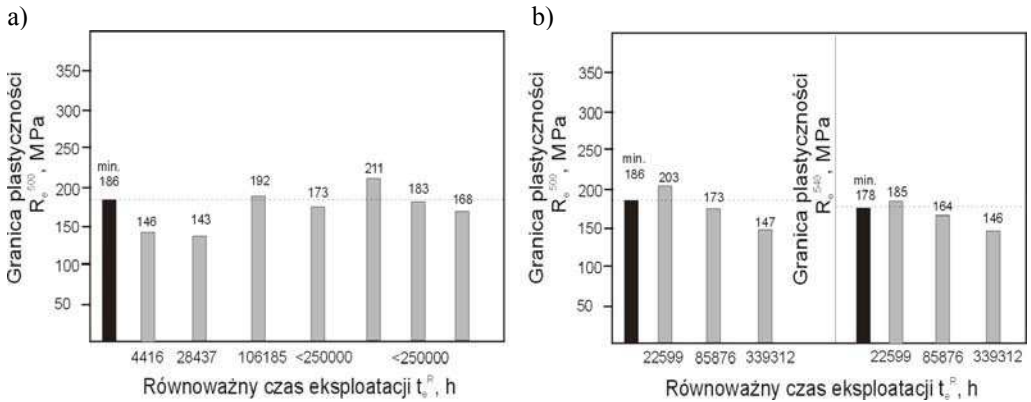 a)
Granica plastyczności
R_e^500, MPa
350
300
250
200
150
100
50
min.
186
146
143
192
173
211
183
168
4416 28437 106185 <250000 <250000
Równoważny czas eksploatacji t_e^R, h
b)
Granica plastyczności
R_e^500, MPa
350
300
250
200
150
100
50
min.
186
203
173
147
22599 85876 339312
Granica plastyczności
R_e^540, MPa
min.
178
185
164
146
22599 85876 339312
Równoważny czas eksploatacji t_e^R, h